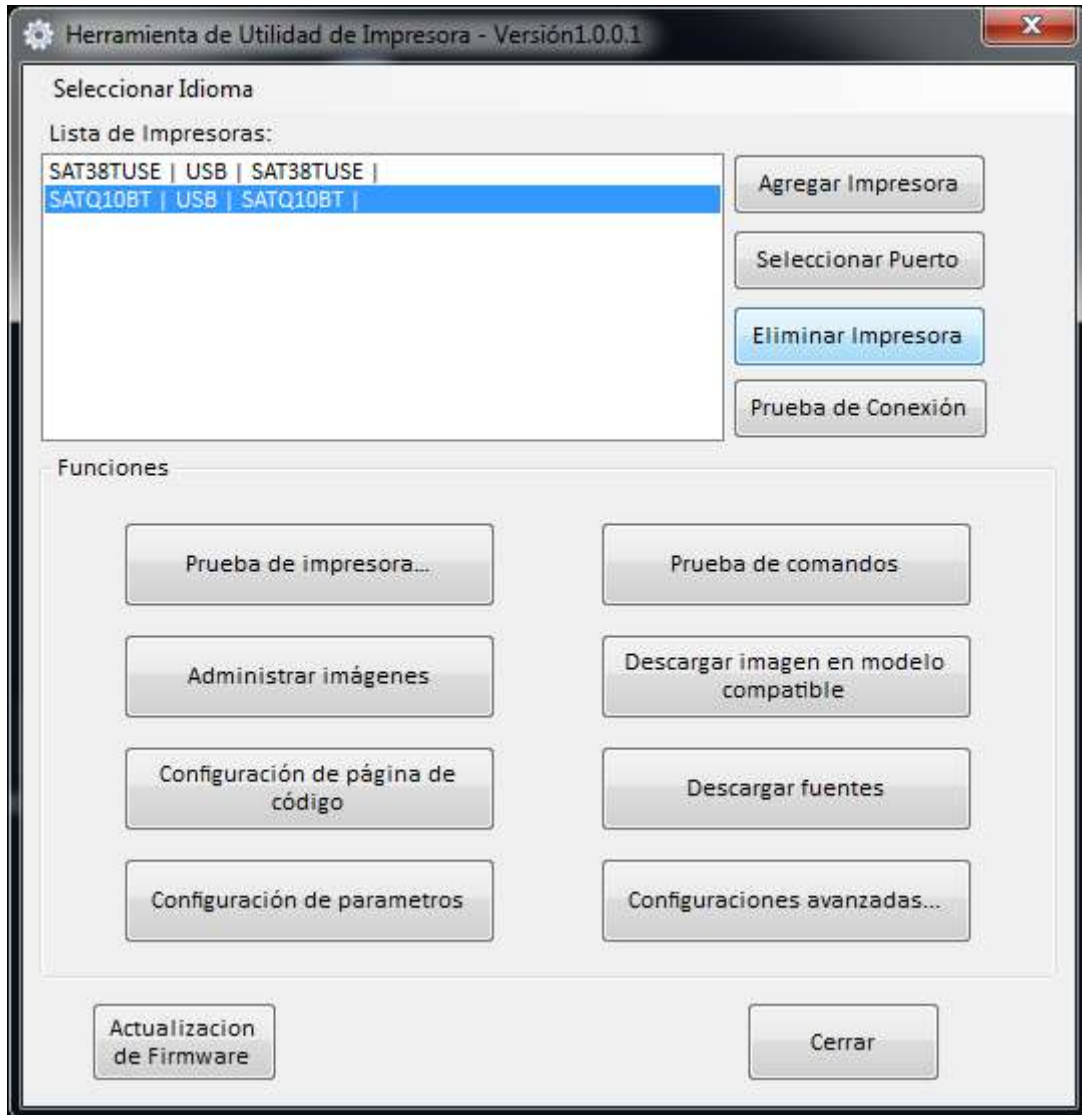 Herramienta de Utilidad de Impresora - Versión1.0.0.1
Seleccionar Idioma
Lista de Impresoras:
SAT38TUSE | USB | SAT38TUSE |
SATQ10BT | USB | SATQ10BT |
Agregar Impresora
Seleccionar Puerto
Eliminar Impresora
Prueba de Conexión
Funciones
Prueba de impresora...
Prueba de comandos
Administrar imágenes
Descargar imagen en modelo
compatible
Configuración de página de
código
Descargar fuentes
Configuración de parametros
Configuraciones avanzadas...
Actualizacion
de Firmware
Cerrar